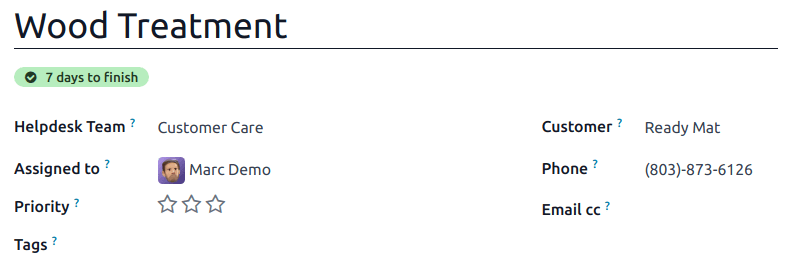 Wood Treatment
7 days to finish
Helpdesk Team ? Customer Care
Customer ? Ready Mat
Assigned to ? Marc Demo
Phone ? (803)-873-6126
Priority ?
Email cc ?
Tags ?